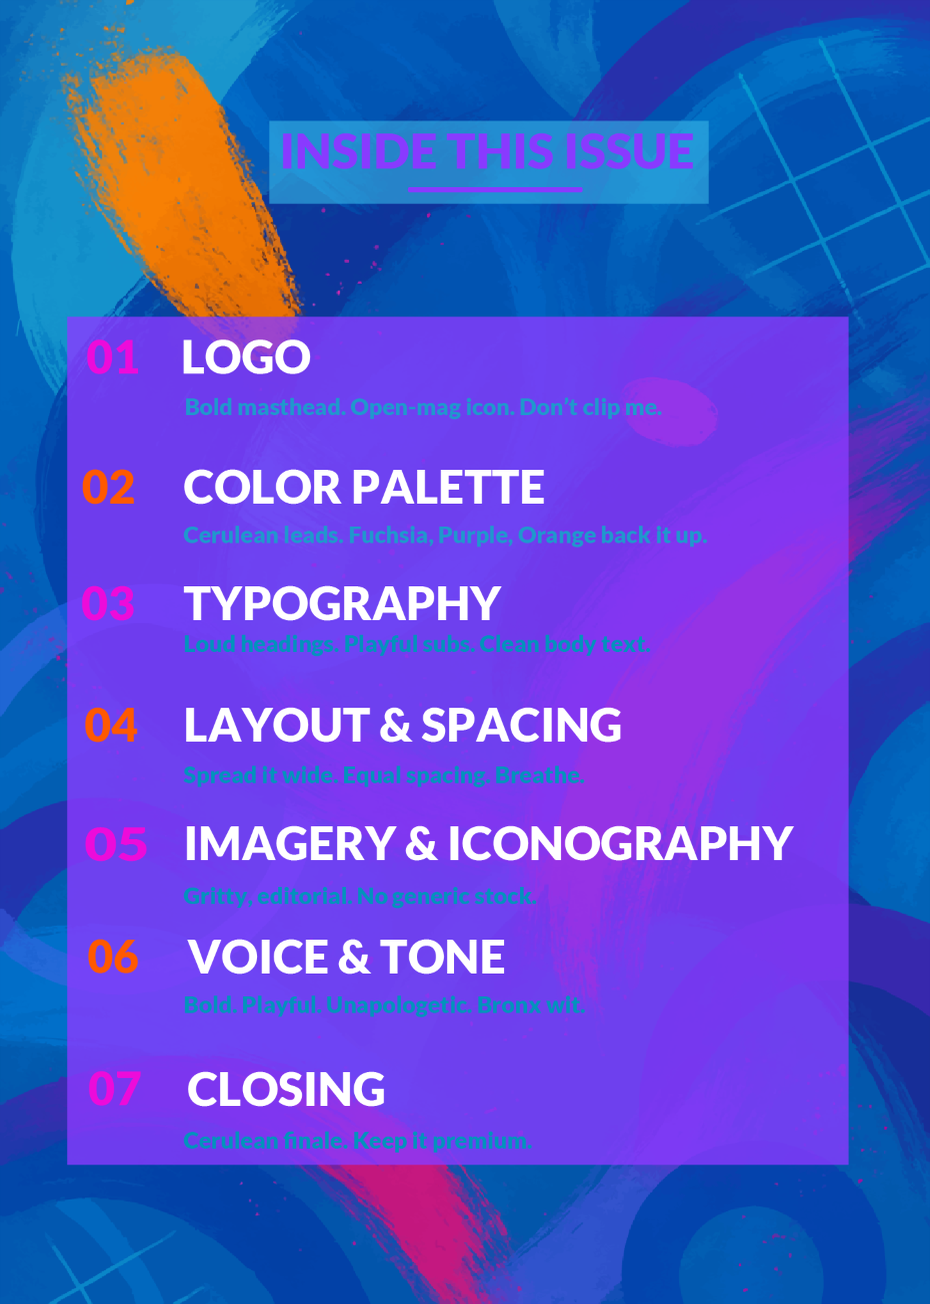 INSIDE THIS ISSUE
01 LOGO
Bold masthead. Open-mag icon. Don’t clip me.
02 COLOR PALETTE
Cerulean leads. Fuchsia, Purple, Orange back it up.
03 TYPOGRAPHY
Loud headings. Playful subs. Clean body text.
04 LAYOUT & SPACING
Spread it wide. Equal spacing. Breathe.
05 IMAGERY & ICONOGRAPHY
Gritty, editorial. No generic stock.
06 VOICE & TONE
Bold. Playful. Unapologetic. Bronx wit.
07 CLOSING
Cerulean finale. Keep it premium.